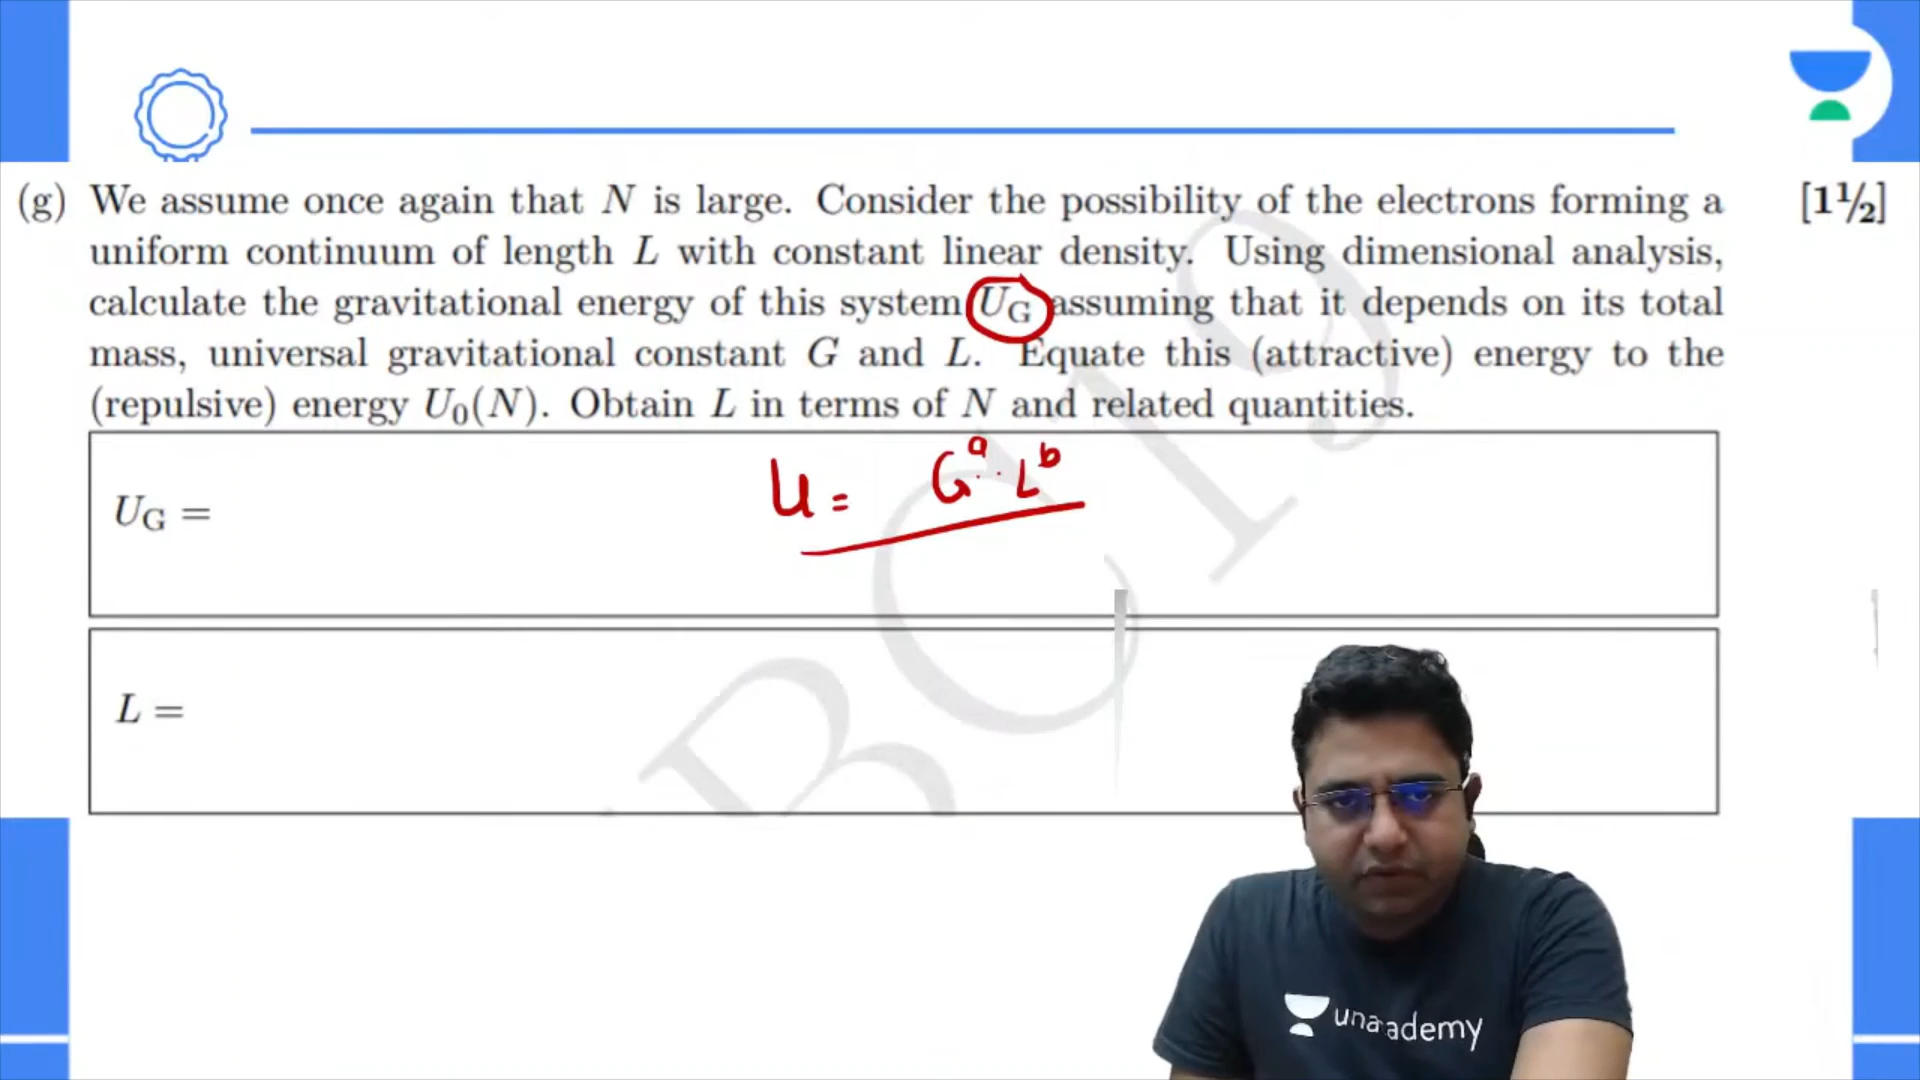 (g) We assume once again that N is large. Consider the possibility of the electrons forming a [1½]
uniform continuum of length L with constant linear density. Using dimensional analysis,
calculate the gravitational energy of this system U_G assuming that it depends on its total
mass, universal gravitational constant G and L. Equate this (attractive) energy to the
(repulsive) energy U₀(N). Obtain L in terms of N and related quantities.
U = G^a · L^b
U_G =
L =
BC19
unacademy